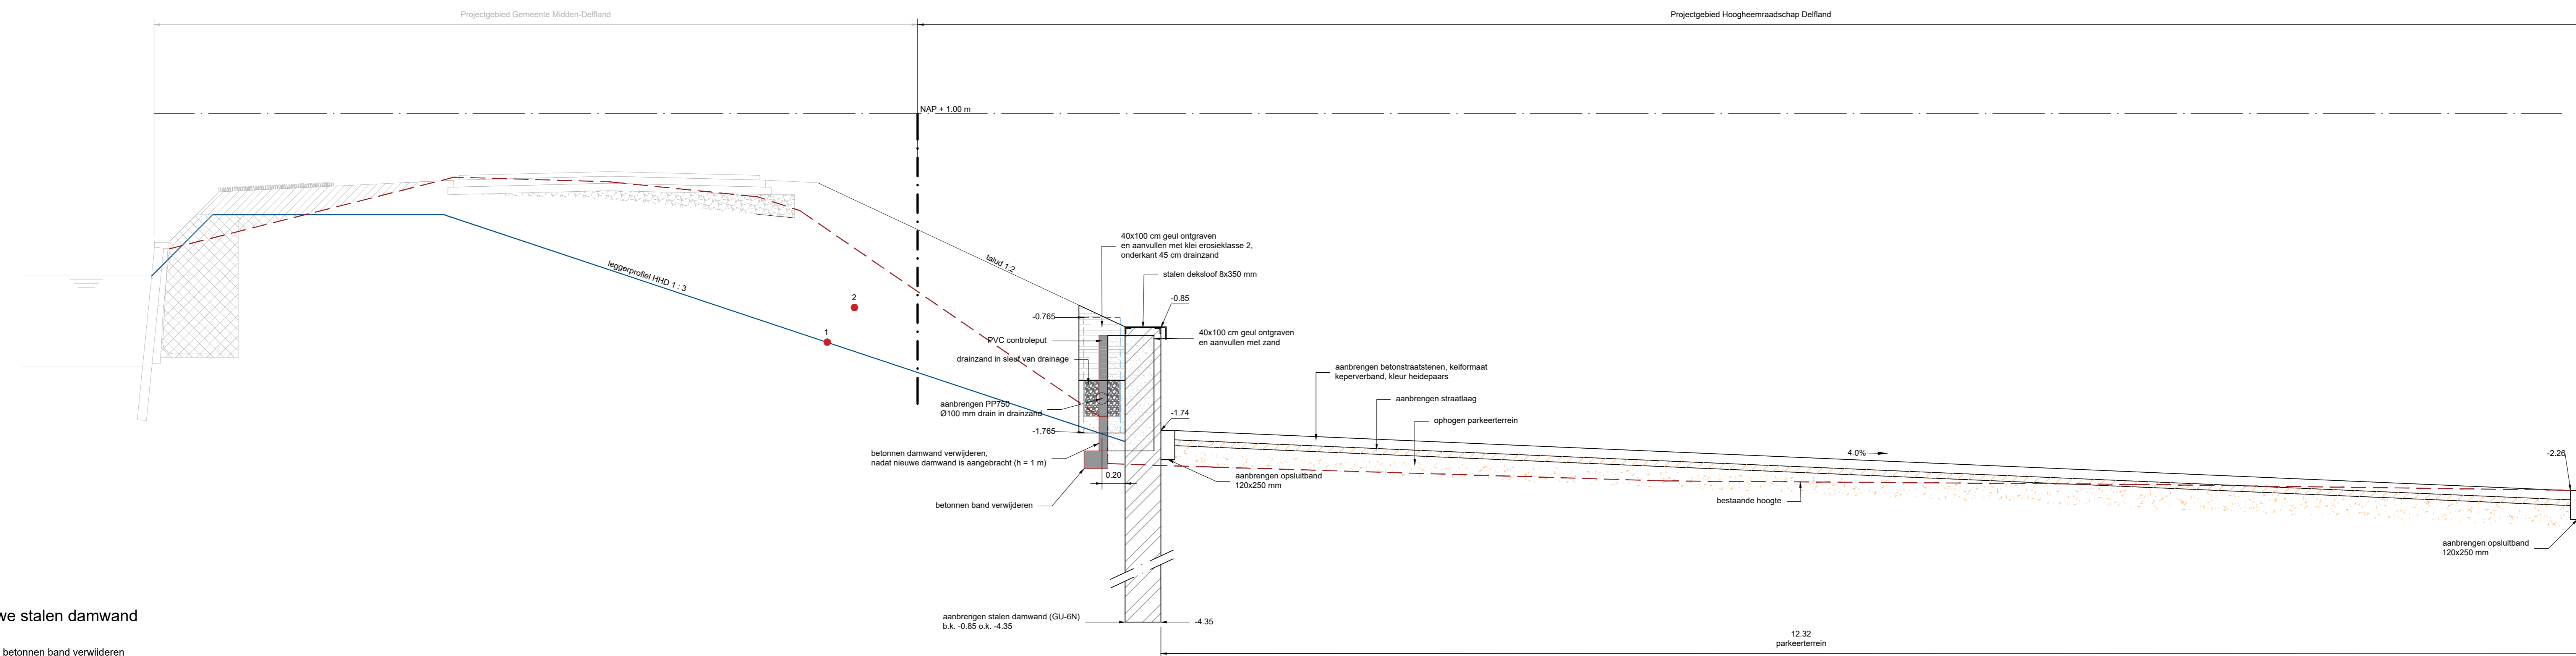 Projectgebied Gemeente Midden-Delfland
Projectgebied Hoogheemraadschap Delfland
NAP + 1.00 m
leggerprofiel HHD 1 : 3
talud 1:2
1
2
40x100 cm geul ontgraven
en aanvullen met klei erosieklasse 2,
onderkant 45 cm drainzand
stalen deksloof 8x350 mm
-0.85
-0.765
40x100 cm geul ontgraven
en aanvullen met zand
PVC controleput
drainzand in sleuf van drainage
aanbrengen betonstraatstenen, keiformaat
keperverband, kleur heidepaars
aanbrengen PP750
Ø100 mm drain in drainzand
aanbrengen straatlaag
-1.74
ophogen parkeerterrein
-1.765
betonnen damwand verwijderen,
nadat nieuwe damwand is aangebracht (h = 1 m)
4.0%
-2.26
0.20
aanbrengen opsluitband
120x250 mm
bestaande hoogte
betonnen band verwijderen
aanbrengen opsluitband
120x250 mm
we stalen damwand
aanbrengen stalen damwand (GU-6N)
b.k. -0.85 o.k. -4.35
-4.35
12.32
parkeerterrein
betonnen band verwijderen